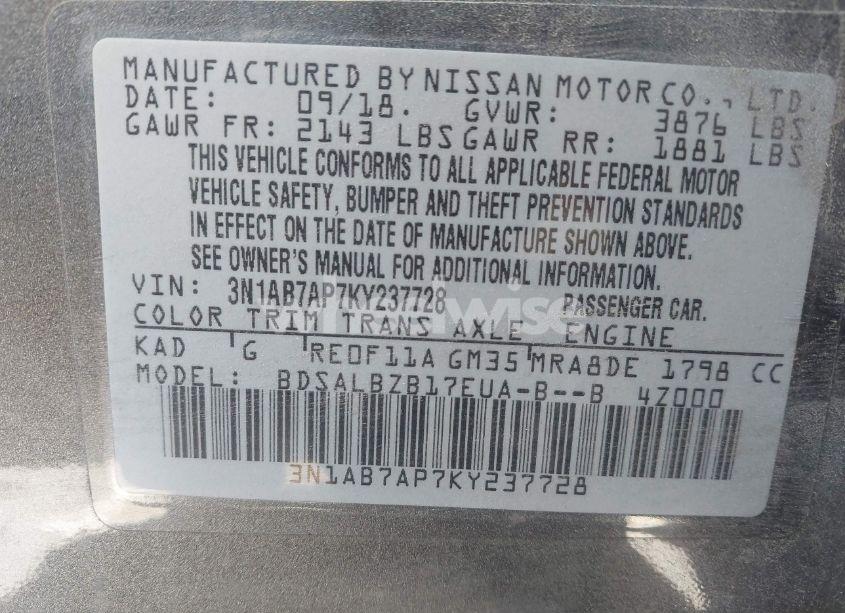 MANUFACTURED BY NISSAN MOTOR CO., LTD.
DATE: 09/18. GVWR: 3876 LBS
GAWR FR: 2143 LBS GAWR RR: 1881 LBS
THIS VEHICLE CONFORMS TO ALL APPLICABLE FEDERAL MOTOR
VEHICLE SAFETY, BUMPER AND THEFT PREVENTION STANDARDS
IN EFFECT ON THE DATE OF MANUFACTURE SHOWN ABOVE.
SEE OWNER'S MANUAL FOR ADDITIONAL INFORMATION.
VIN: 3N1AB7AP7KY237728 PASSENGER CAR.
COLOR TRIM TRANS AXLE ENGINE
KAD G RE0F11A GM35 MRA8DE 1798 CC
MODEL: BDSALBZB17EUA-B--B 4Z000
3N1AB7AP7KY237728